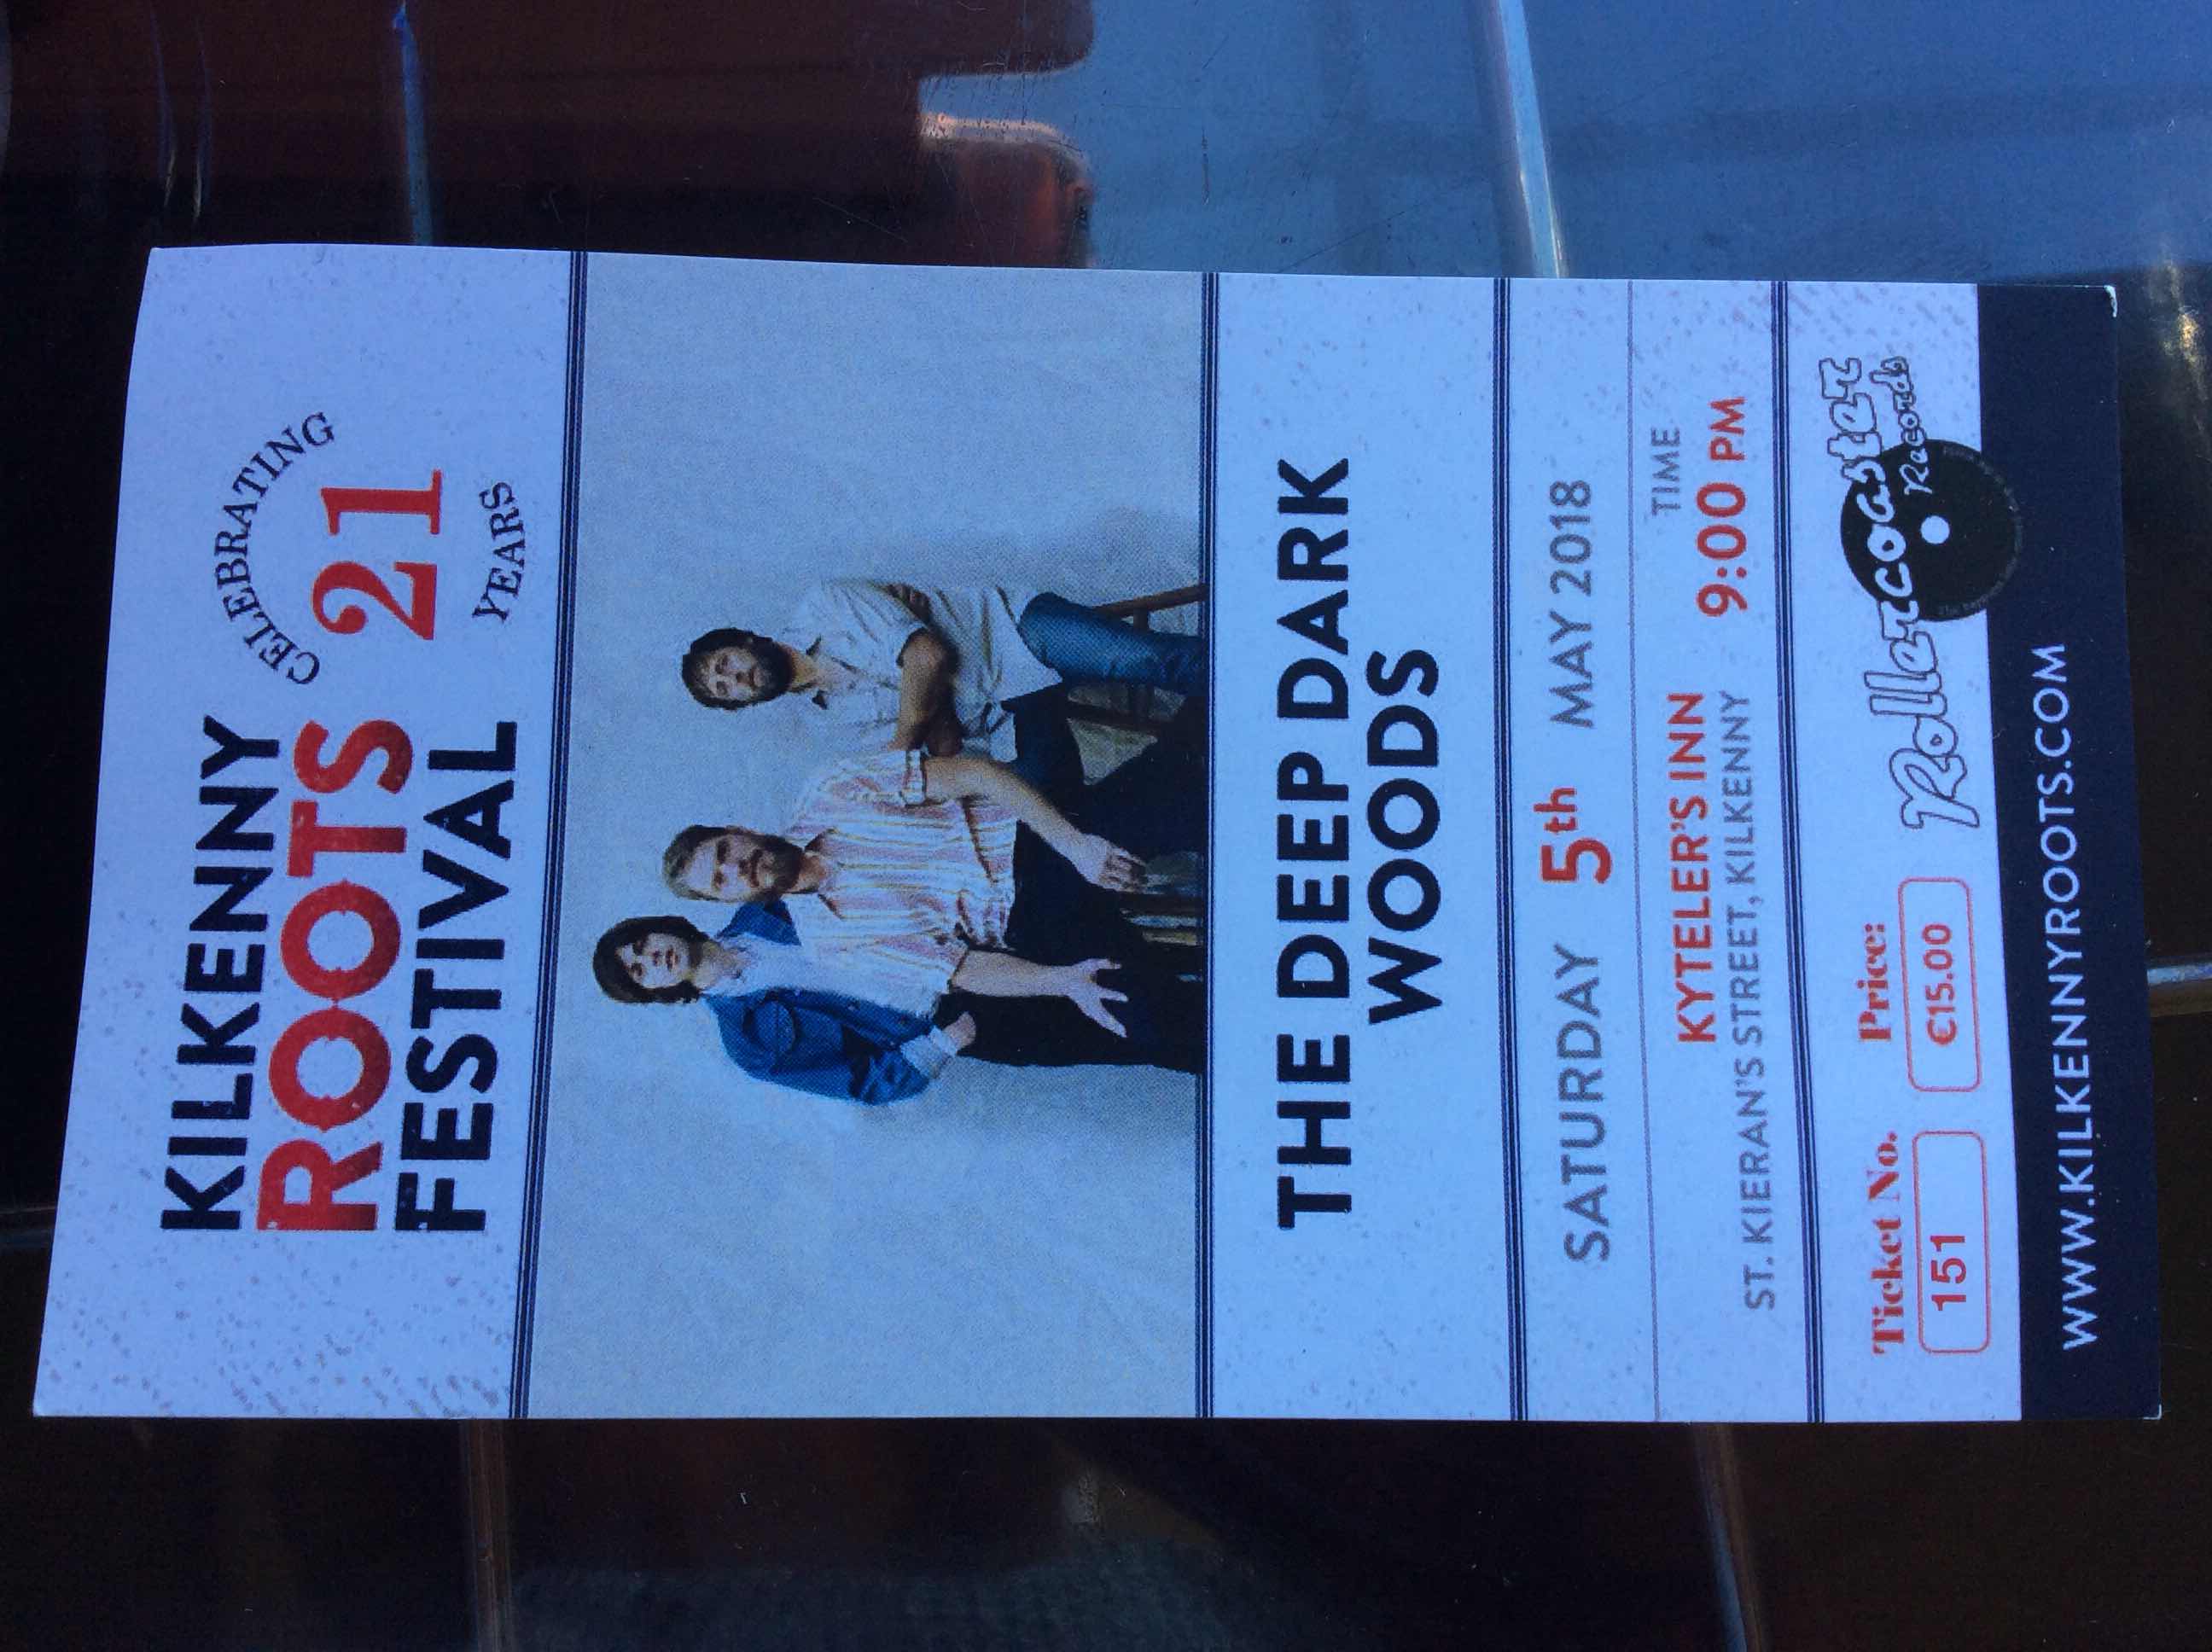 KILKENNY
ROOTS
FESTIVAL
CELEBRATING
21
YEARS
THE DEEP DARK
WOODS
SATURDAY 5th MAY 2018
KYTELER'S INN
ST. KIERAN'S STREET, KILKENNY
TIME
9:00 PM
Ticket No.
151
Price:
€15.00
Rollercoaster
Records
WWW.KILKENNYROOTS.COM